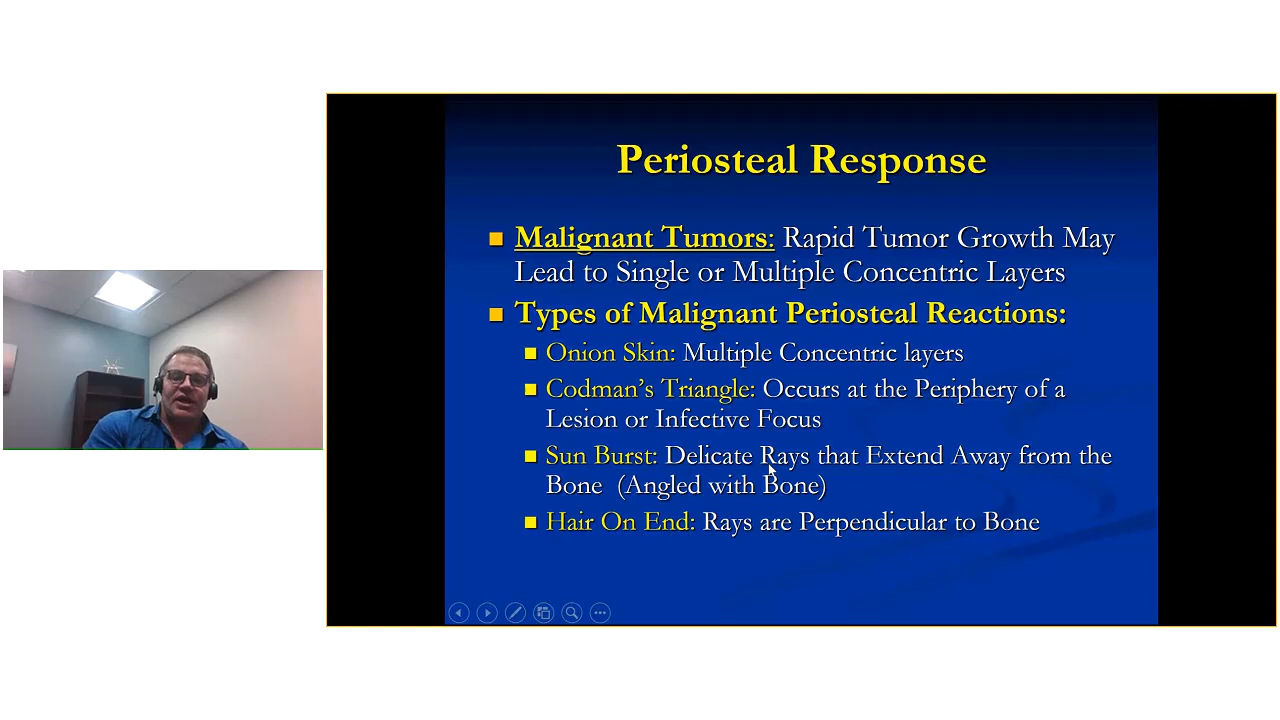 Periosteal Response
Malignant Tumors: Rapid Tumor Growth May
Lead to Single or Multiple Concentric Layers
Types of Malignant Periosteal Reactions:
Onion Skin: Multiple Concentric layers
Codman's Triangle: Occurs at the Periphery of a
Lesion or Infective Focus
Sun Burst: Delicate Rays that Extend Away from the
Bone (Angled with Bone)
Hair On End: Rays are Perpendicular to Bone